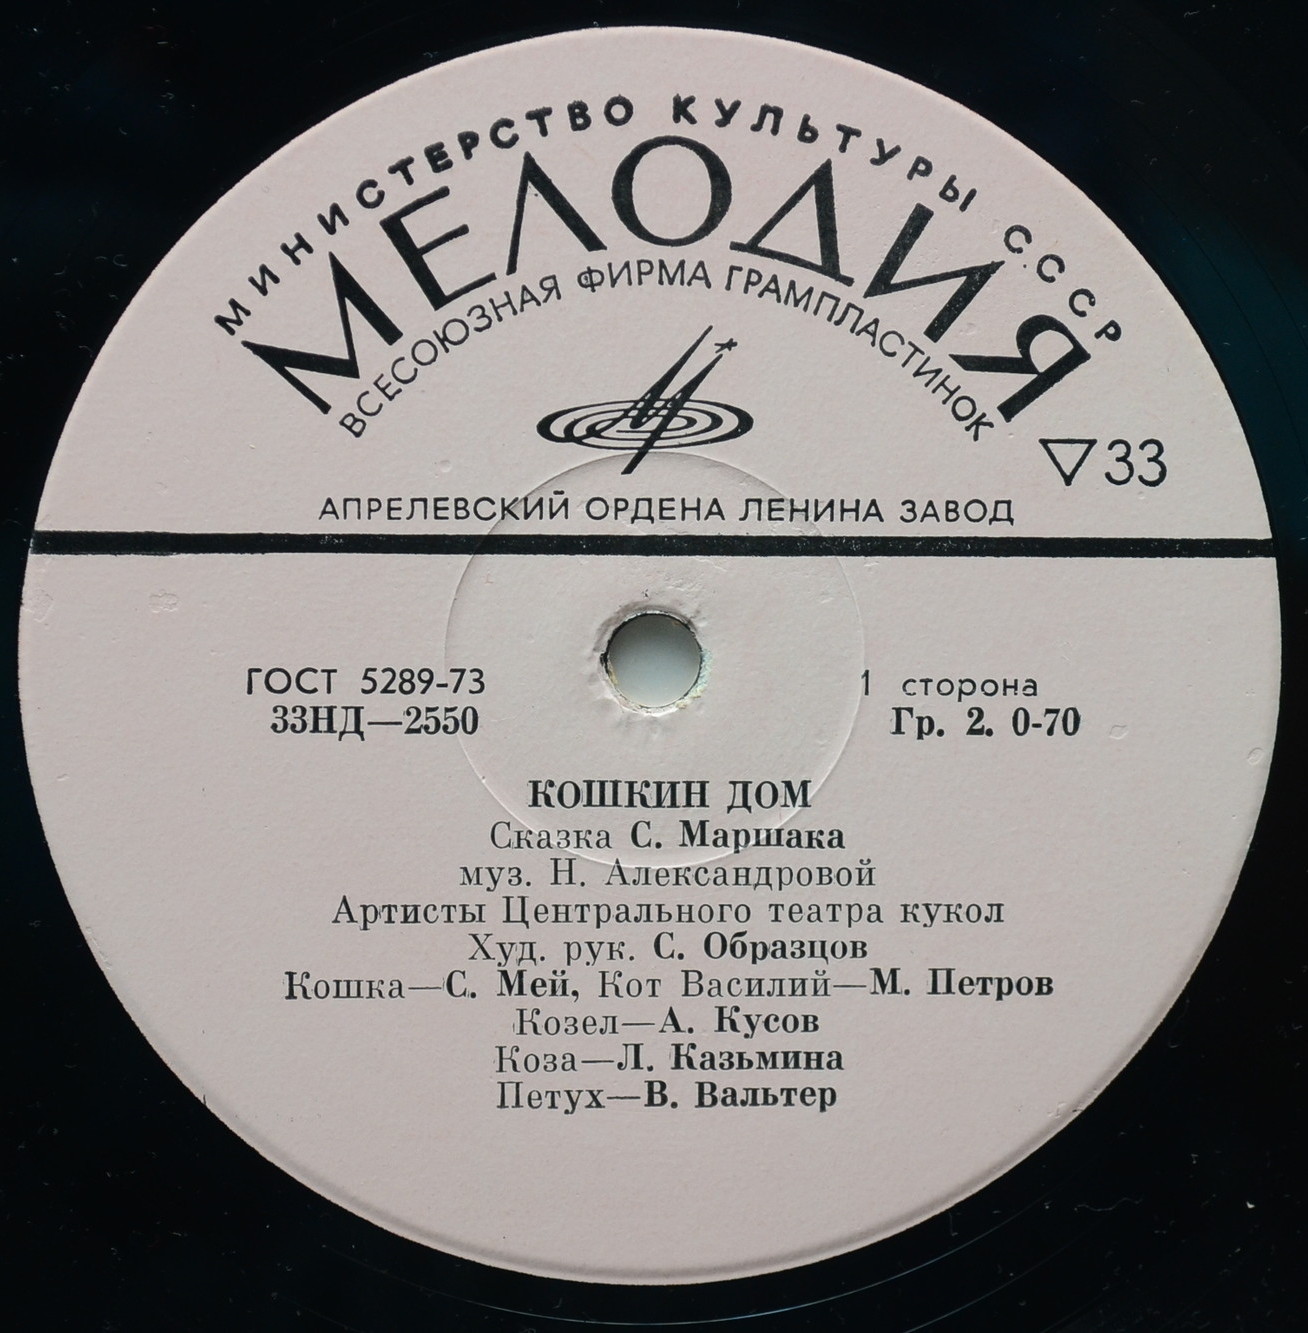 МИНИСТЕРСТВО КУЛЬТУРЫ СССР
МЕЛОДИЯ
ВСЕСОЮЗНАЯ ФИРМА ГРАМПЛАСТИНОК
33
АПРЕЛЕВСКИЙ ОРДЕНА ЛЕНИНА ЗАВОД
ГОСТ 5289-73
33НД—2550
1 сторона
Гр. 2. 0-70
КОШКИН ДОМ
Сказка С. Маршака
муз. Н. Александровой
Артисты Центрального театра кукол
Худ. рук. С. Образцов
Кошка—С. Мей, Кот Василий—М. Петров
Козел—А. Кусов
Коза—Л. Казьмина
Петух—В. Вальтер